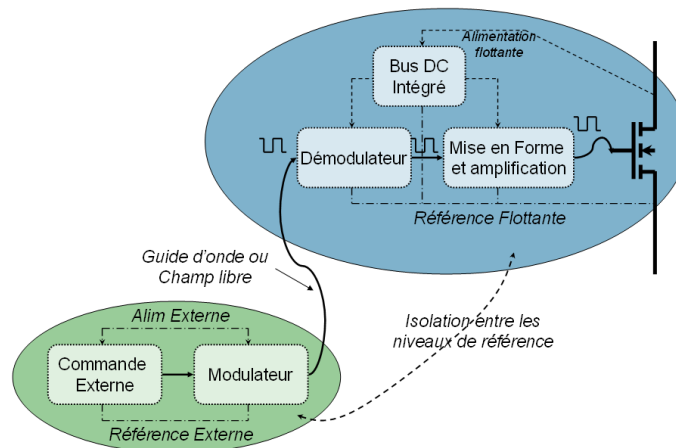 Alimentation
flottante
Bus DC
Intégré
Démodulateur
Mise en Forme
et amplification
Référence Flottante
Guide d'onde ou
Champ libre
Alim Externe
Isolation entre les
niveaux de référence
Commande
Externe
Modulateur
Référence Externe